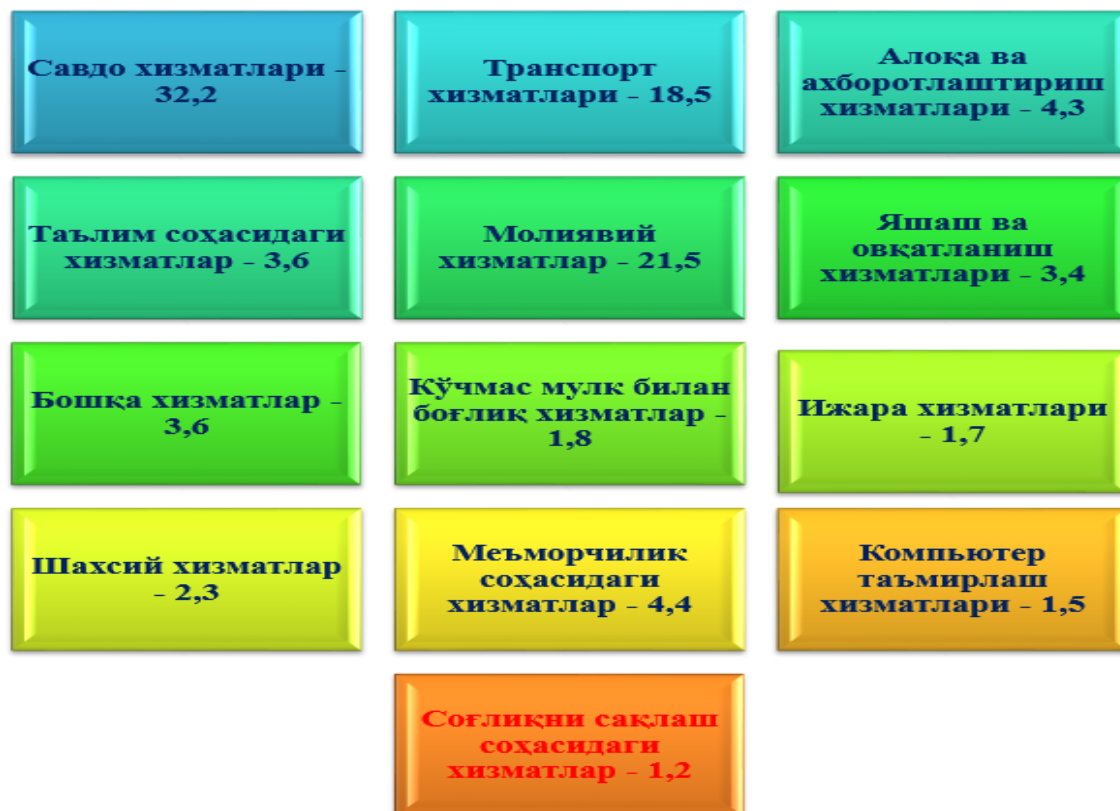 Савдо хизматлари -
32,2
Транспорт
хизматлари - 18,5
Алоқа ва
ахборотлаштириш
хизматлари - 4,3
Таълим соҳасидаги
хизматлар - 3,6
Молиявий
хизматлар - 21,5
Яшаш ва
овқатланиш
хизматлари - 3,4
Бошқа хизматлар -
3,6
Кўчмас мулк билан
боғлиқ хизматлар -
1,8
Ижара хизматлари
- 1,7
Шахсий хизматлар
- 2,3
Меъморчилик
соҳасидаги
хизматлар - 4,4
Компьютер
таъмирлаш
хизматлари - 1,5
Соғлиқни сақлаш
соҳасидаги
хизматлар - 1,2